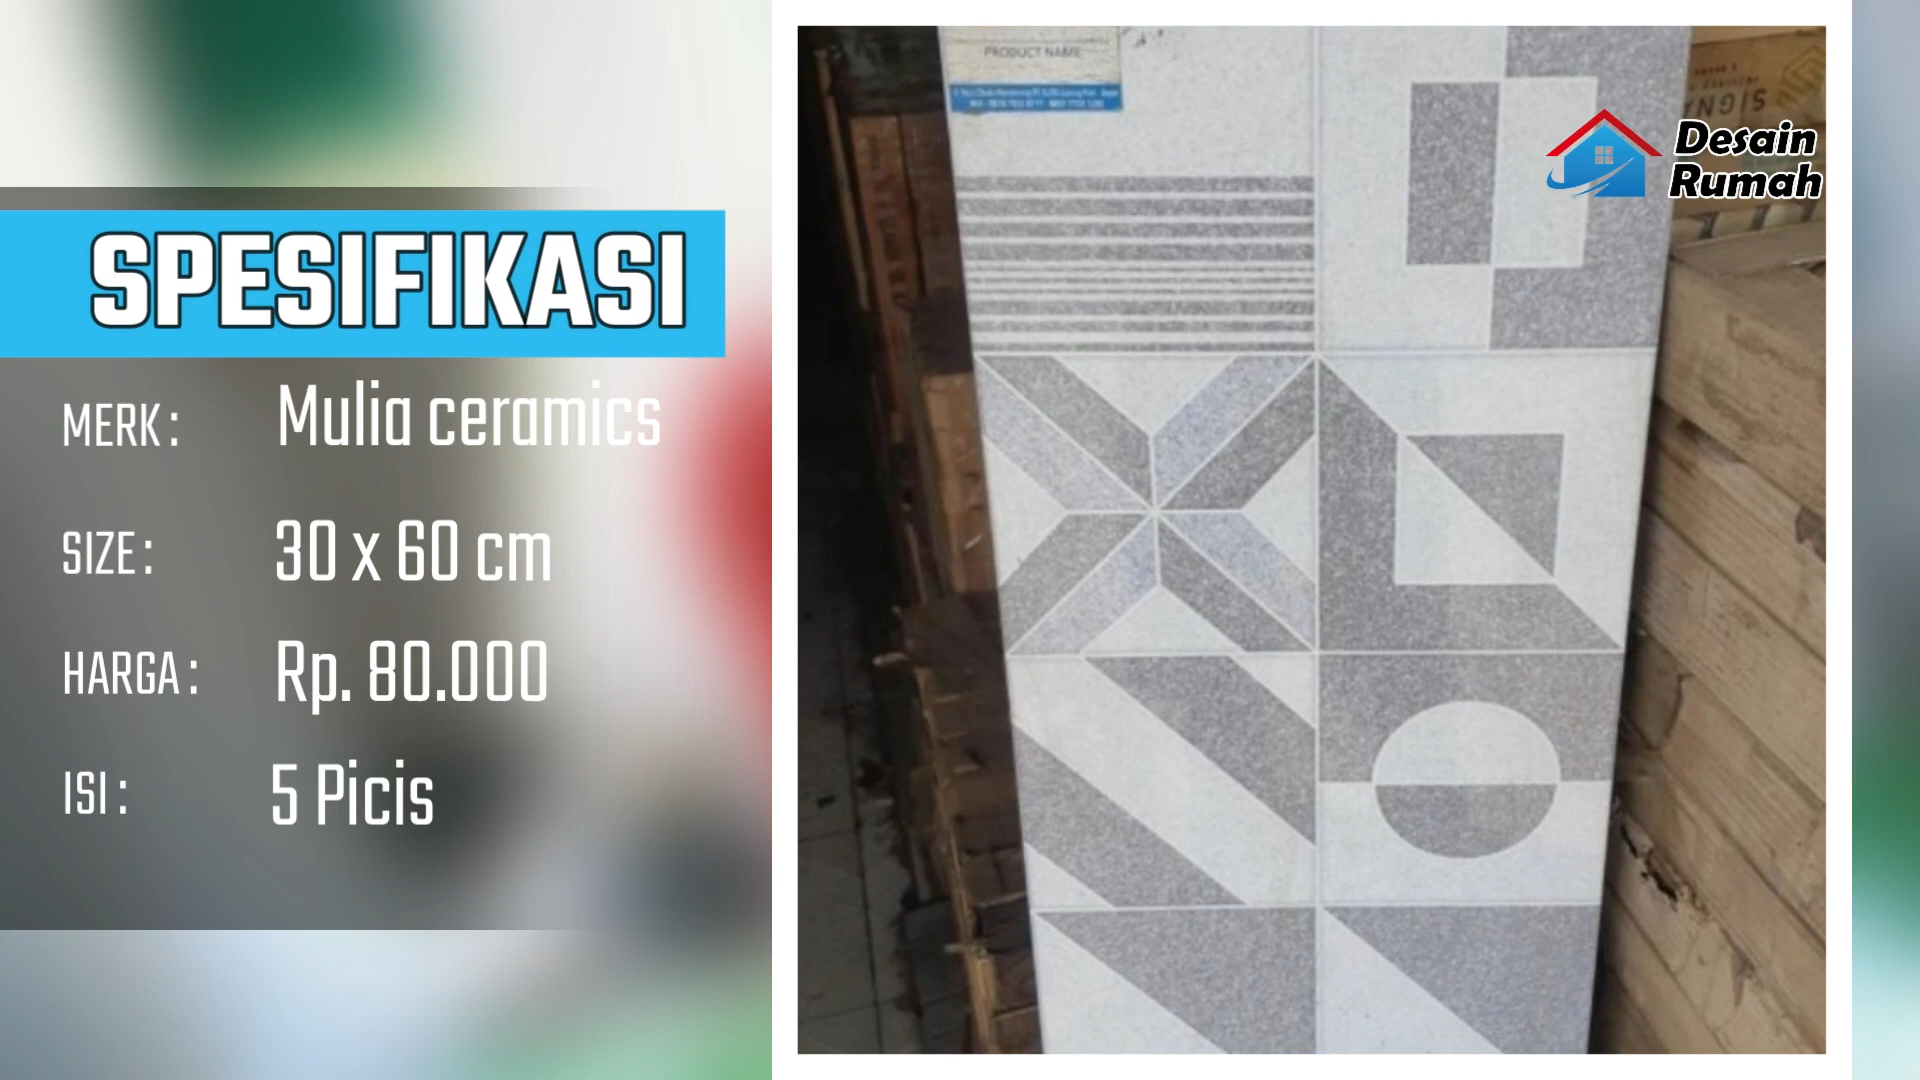 SPESIFIKASI
MERK : Mulia ceramics
SIZE : 30 x 60 cm
HARGA : Rp. 80.000
ISI : 5 Picis
PRODUCT NAME
Desain
Rumah